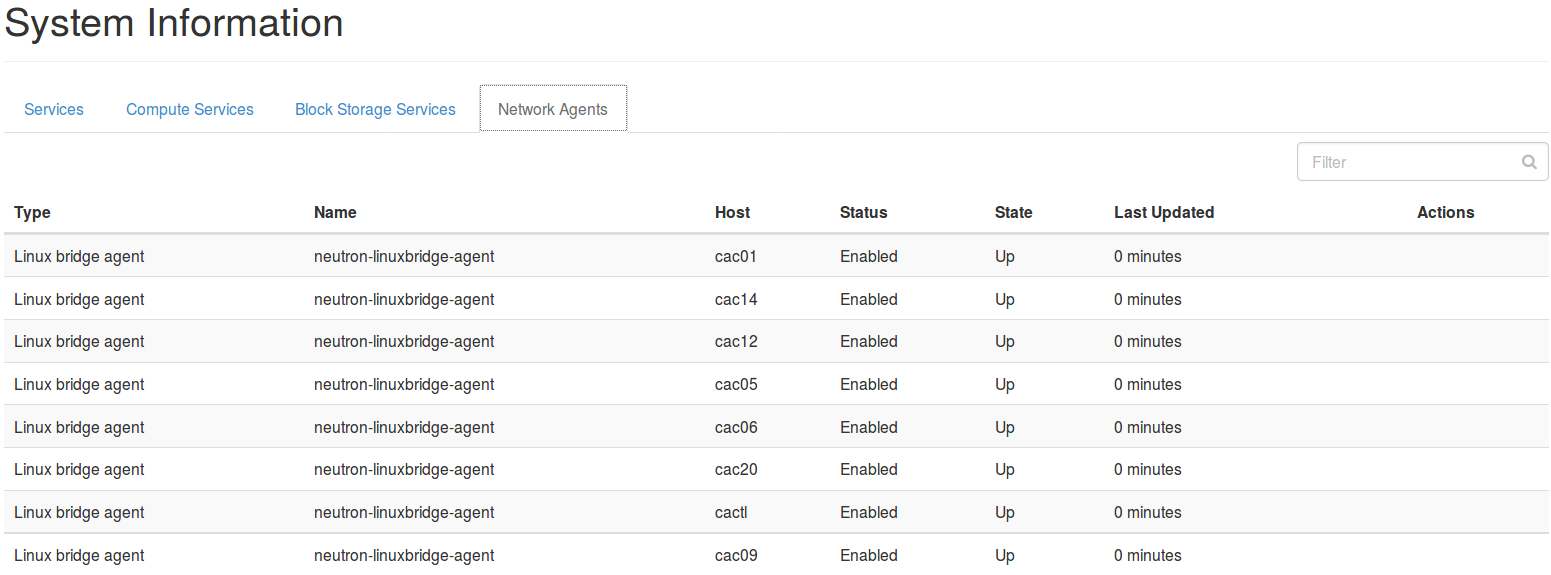 System Information
Services Compute Services Block Storage Services Network Agents
Filter
Type Name Host Status State Last Updated Actions
Linux bridge agent neutron-linuxbridge-agent cac01 Enabled Up 0 minutes
Linux bridge agent neutron-linuxbridge-agent cac14 Enabled Up 0 minutes
Linux bridge agent neutron-linuxbridge-agent cac12 Enabled Up 0 minutes
Linux bridge agent neutron-linuxbridge-agent cac05 Enabled Up 0 minutes
Linux bridge agent neutron-linuxbridge-agent cac06 Enabled Up 0 minutes
Linux bridge agent neutron-linuxbridge-agent cac20 Enabled Up 0 minutes
Linux bridge agent neutron-linuxbridge-agent cactl Enabled Up 0 minutes
Linux bridge agent neutron-linuxbridge-agent cac09 Enabled Up 0 minutes